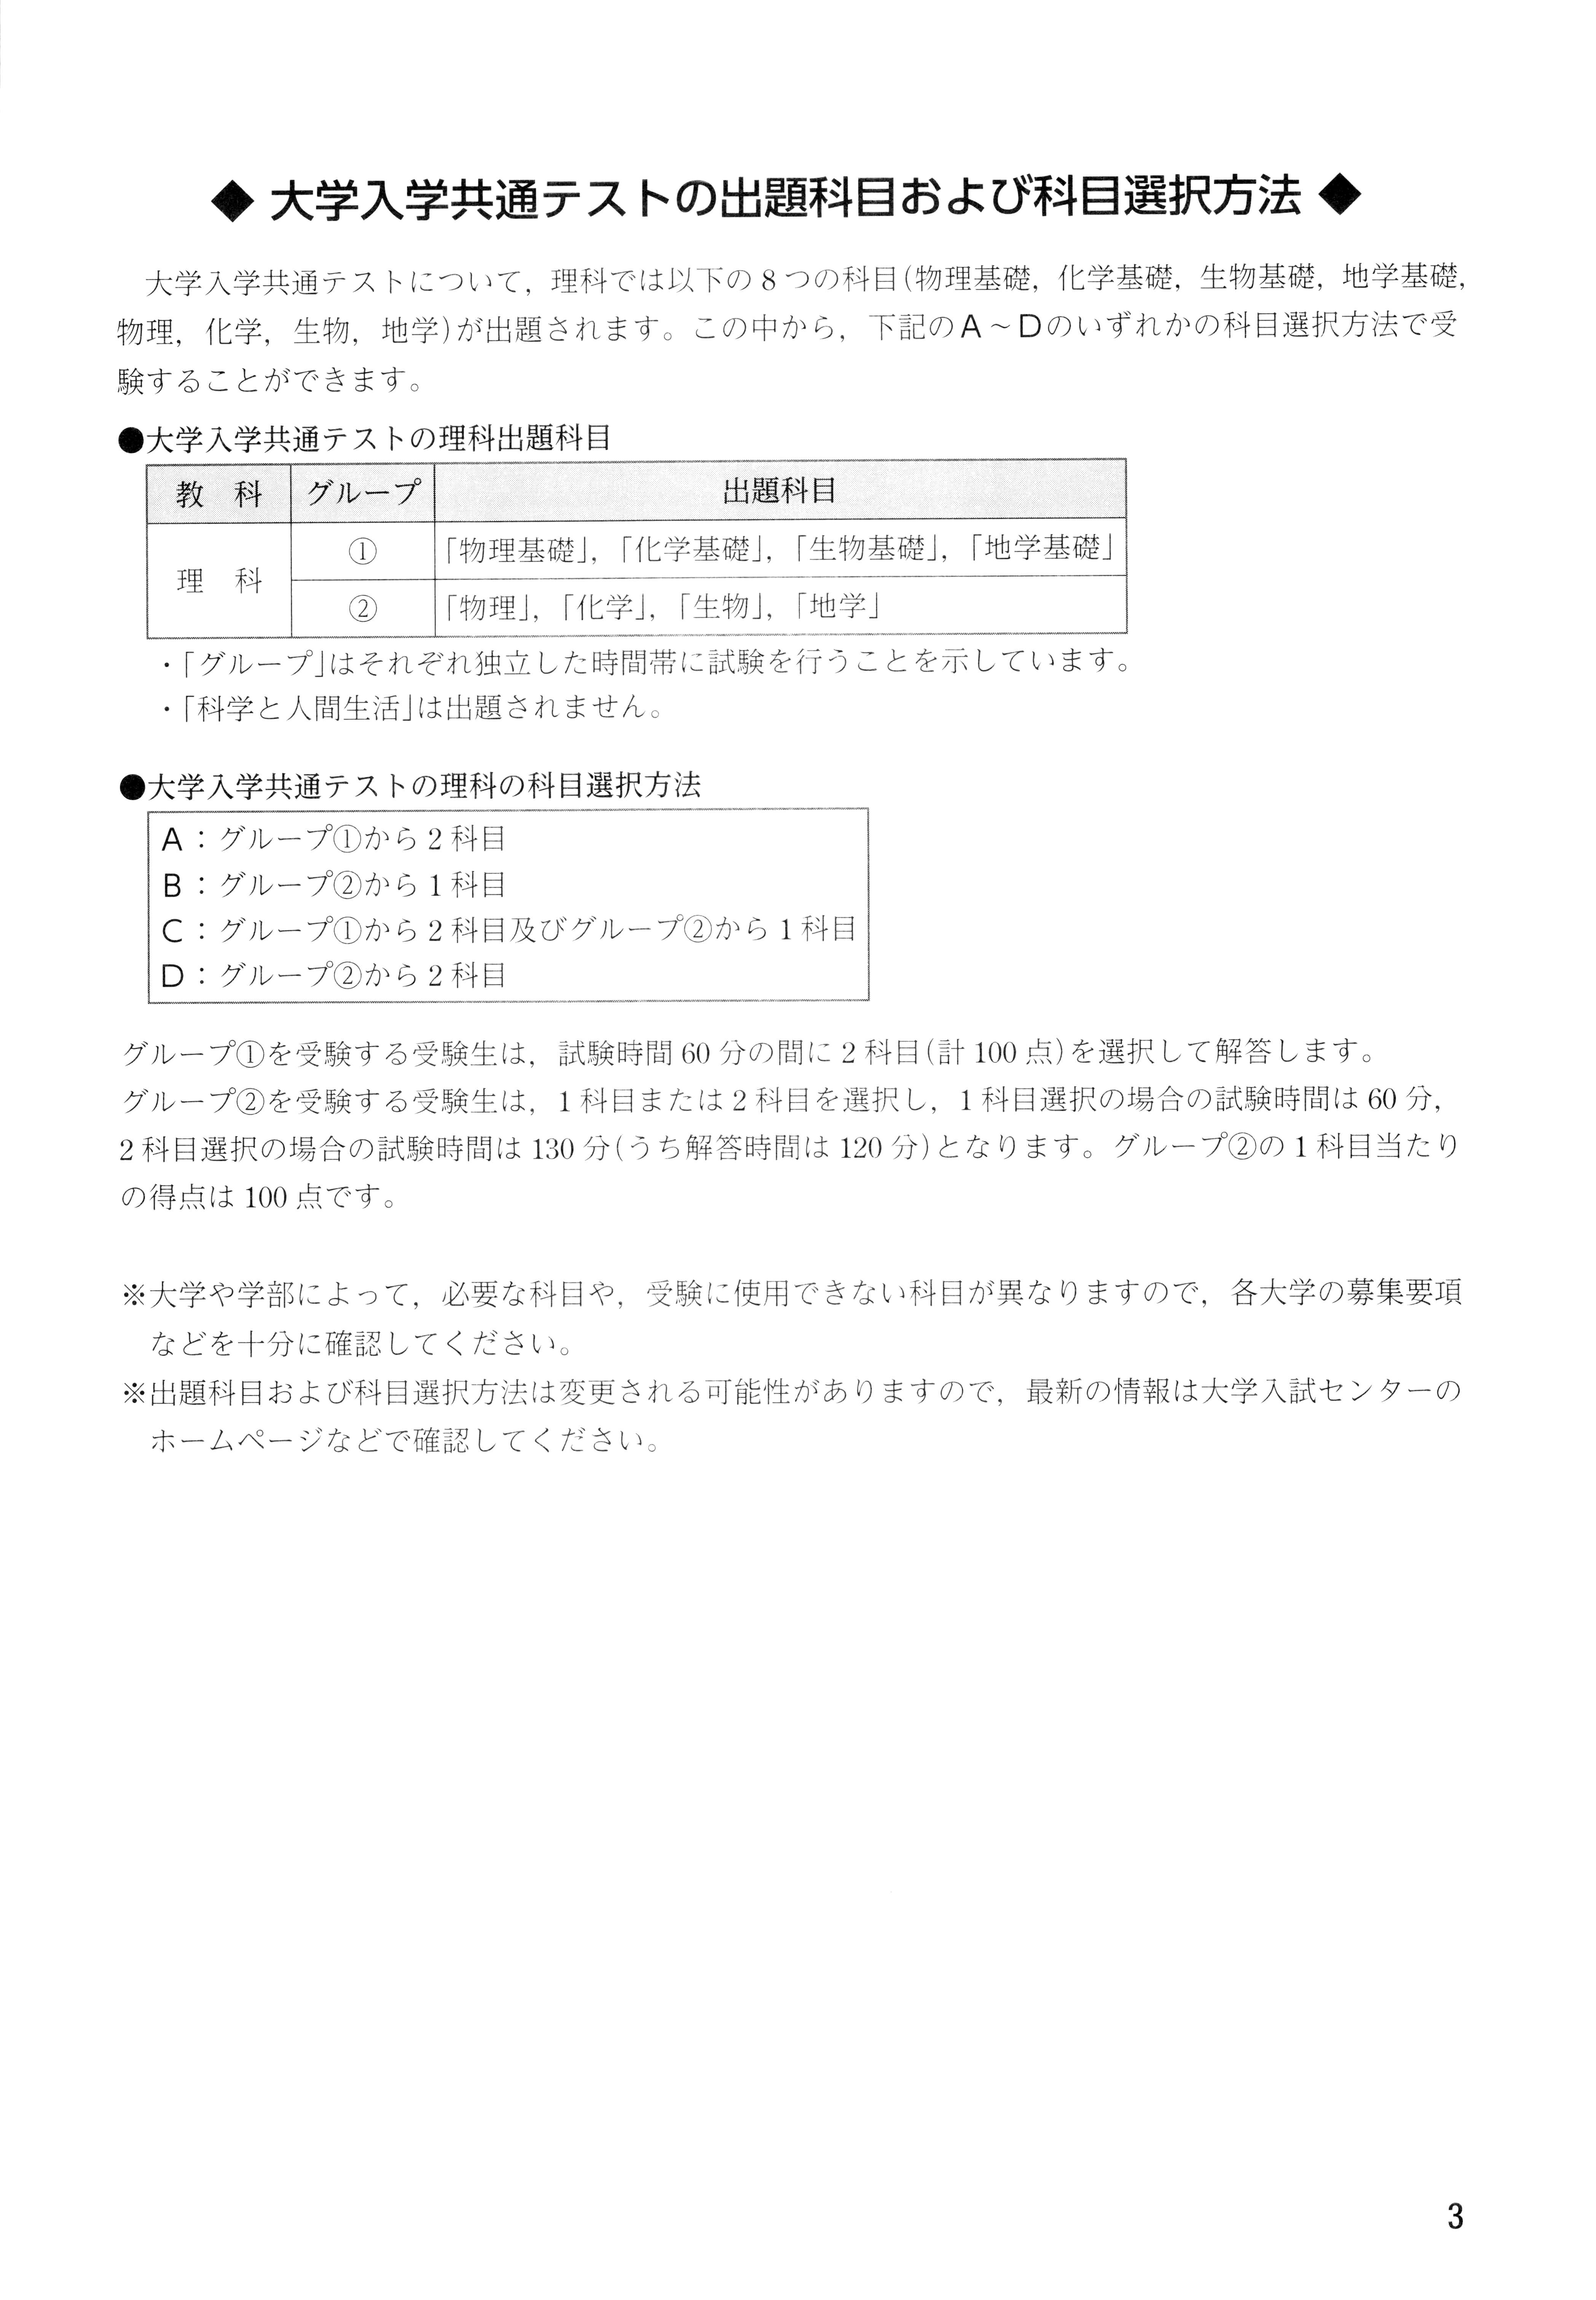 ◆ 大学入学共通テストの出題科目および科目選択方法 ◆
　大学入学共通テストについて，理科では以下の8つの科目(物理基礎，化学基礎，生物基礎，地学基礎，
物理，化学，生物，地学)が出題されます。この中から，下記のA～Dのいずれかの科目選択方法で受
験することができます。
●大学入学共通テストの理科出題科目
教　科　グループ　出題科目
理　科
①　「物理基礎」，「化学基礎」，「生物基礎」，「地学基礎」
②　「物理」，「化学」，「生物」，「地学」
・「グループ」はそれぞれ独立した時間帯に試験を行うことを示しています。
・「科学と人間生活」は出題されません。
●大学入学共通テストの理科の科目選択方法
A：グループ①から2科目
B：グループ②から1科目
C：グループ①から2科目及びグループ②から1科目
D：グループ②から2科目
グループ①を受験する受験生は，試験時間60分の間に2科目(計100点)を選択して解答します。
グループ②を受験する受験生は，1科目または2科目を選択し，1科目選択の場合の試験時間は60分，
2科目選択の場合の試験時間は130分(うち解答時間は120分)となります。グループ②の1科目当たり
の得点は100点です。
※大学や学部によって，必要な科目や，受験に使用できない科目が異なりますので，各大学の募集要項
などを十分に確認してください。
※出題科目および科目選択方法は変更される可能性がありますので，最新の情報は大学入試センターの
ホームページなどで確認してください。
3